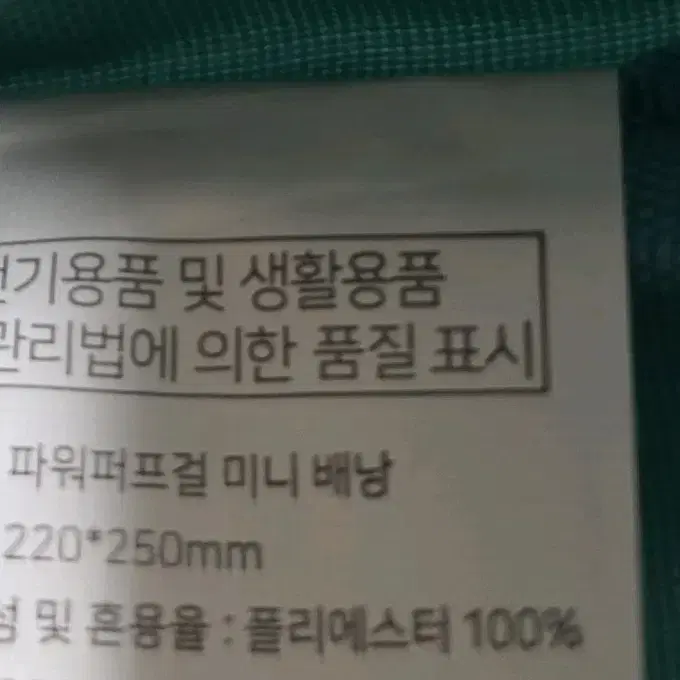 전기용품 및 생활용품
관리법에 의한 품질 표시
파워퍼프걸 미니 배낭
220*250mm
섬 및 혼용율 : 폴리에스터 100%